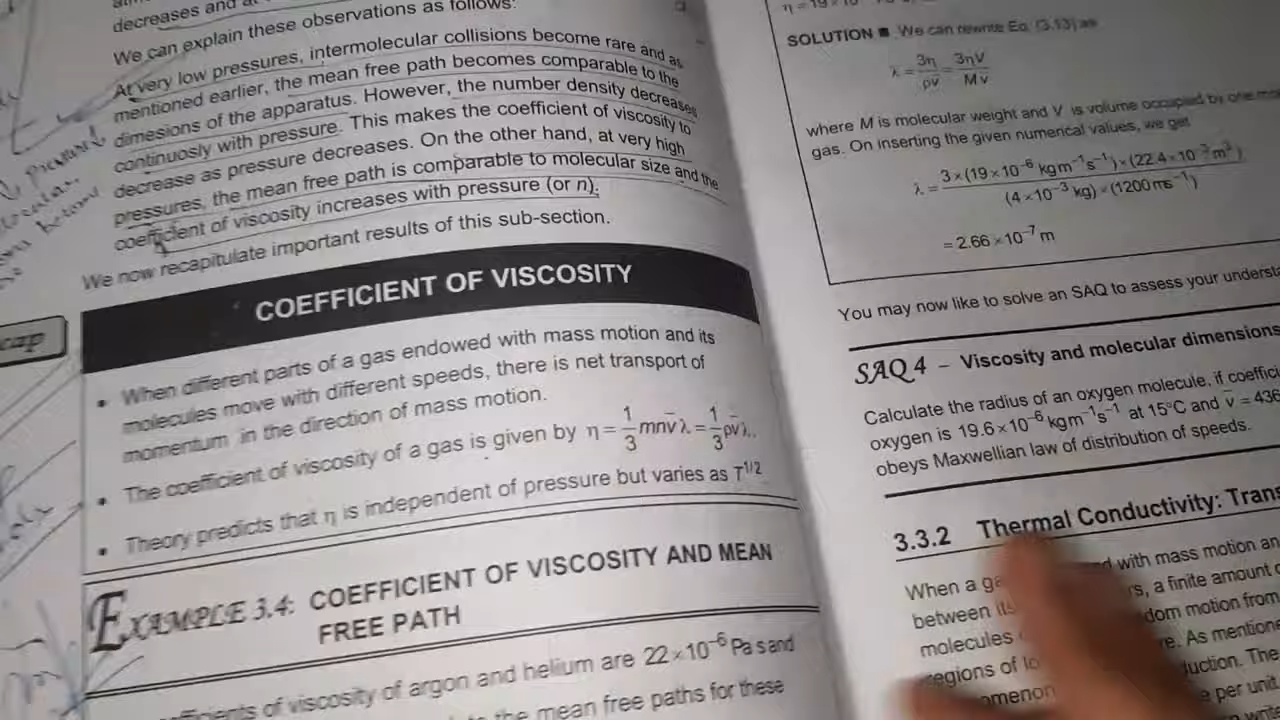 decreases and at
We can explain these observations as follows:
At very low pressures, intermolecular collisions become rare and as
mentioned earlier, the mean free path becomes comparable to the
dimesions of the apparatus. However, the number density decreases
continuosly with pressure. This makes the coefficient of viscosity to
decrease as pressure decreases. On the other hand, at very high
pressures, the mean free path is comparable to molecular size and the
coefficient of viscosity increases with pressure (or n).
We now recapitulate important results of this sub-section.
cap
COEFFICIENT OF VISCOSITY
• When different parts of a gas endowed with mass motion and its
molecules move with different speeds, there is net transport of
momentum in the direction of mass motion.
• The coefficient of viscosity of a gas is given by η = 1/3 mnv̄λ = 1/3 ρv̄λ.
• Theory predicts that η is independent of pressure but varies as T^1/2
EXAMPLE 3.4: COEFFICIENT OF VISCOSITY AND MEAN
FREE PATH
of viscosity of argon and helium are 22×10⁻⁶ Pa s and
the mean free paths for these
SOLUTION ■ We can rewrite Eq. (3.13) as
λ = 3η/ρv̄ = 3ηV/Mv̄
where M is molecular weight and V is volume occupied by one
gas. On inserting the given numerical values, we get
λ = 3×(19×10⁻⁶ kg m⁻¹s⁻¹)×(22.4×10⁻³ m³)/(4×10⁻³ kg)×(1200 ms⁻¹)
= 2.66×10⁻⁷ m
You may now like to solve an SAQ to assess your
SAQ 4 – Viscosity and molecular dimensions
Calculate the radius of an oxygen molecule, if
oxygen is 19.6×10⁻⁶ kg m⁻¹s⁻¹ at 15°C and v̄ = 436
obeys Maxwellian law of distribution of speeds.
3.3.2 Thermal Conductivity:
When a with mass motion
between a finite amount
molecules motion from
regions of As
The
per unit